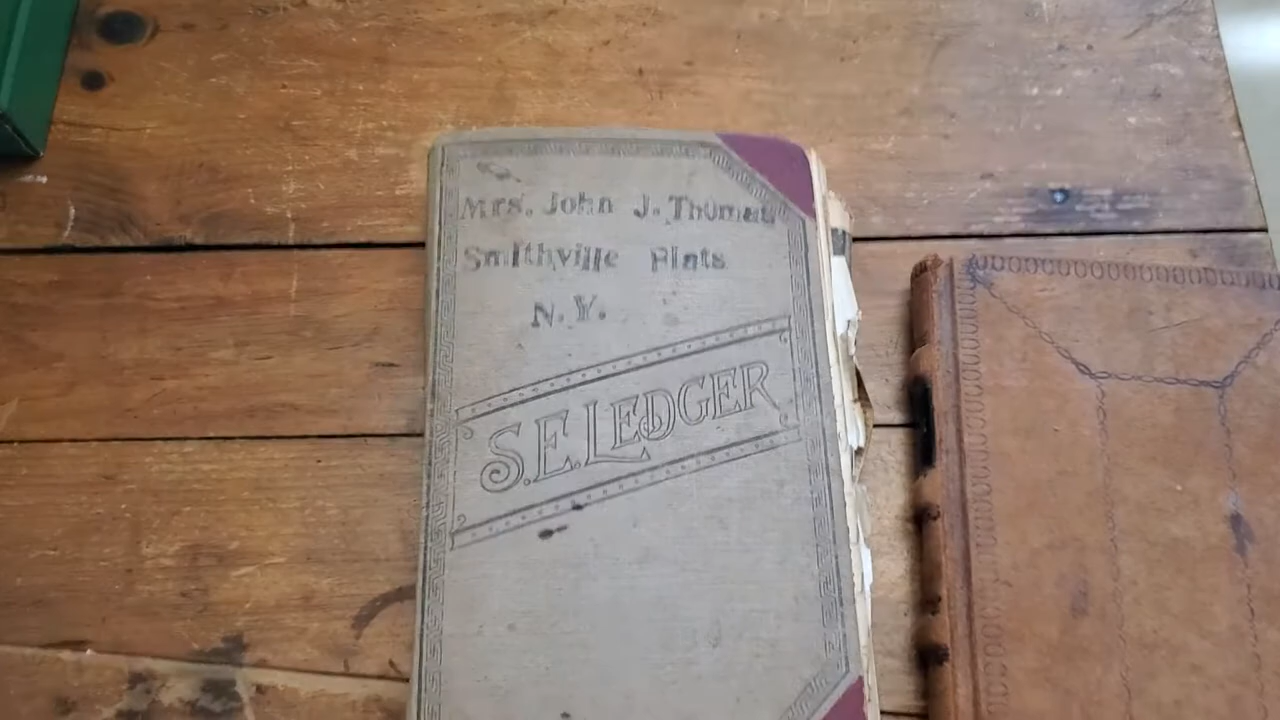 Mrs. John J. Thomas
Smithville Flats
N. Y.
S.E. LEDGER